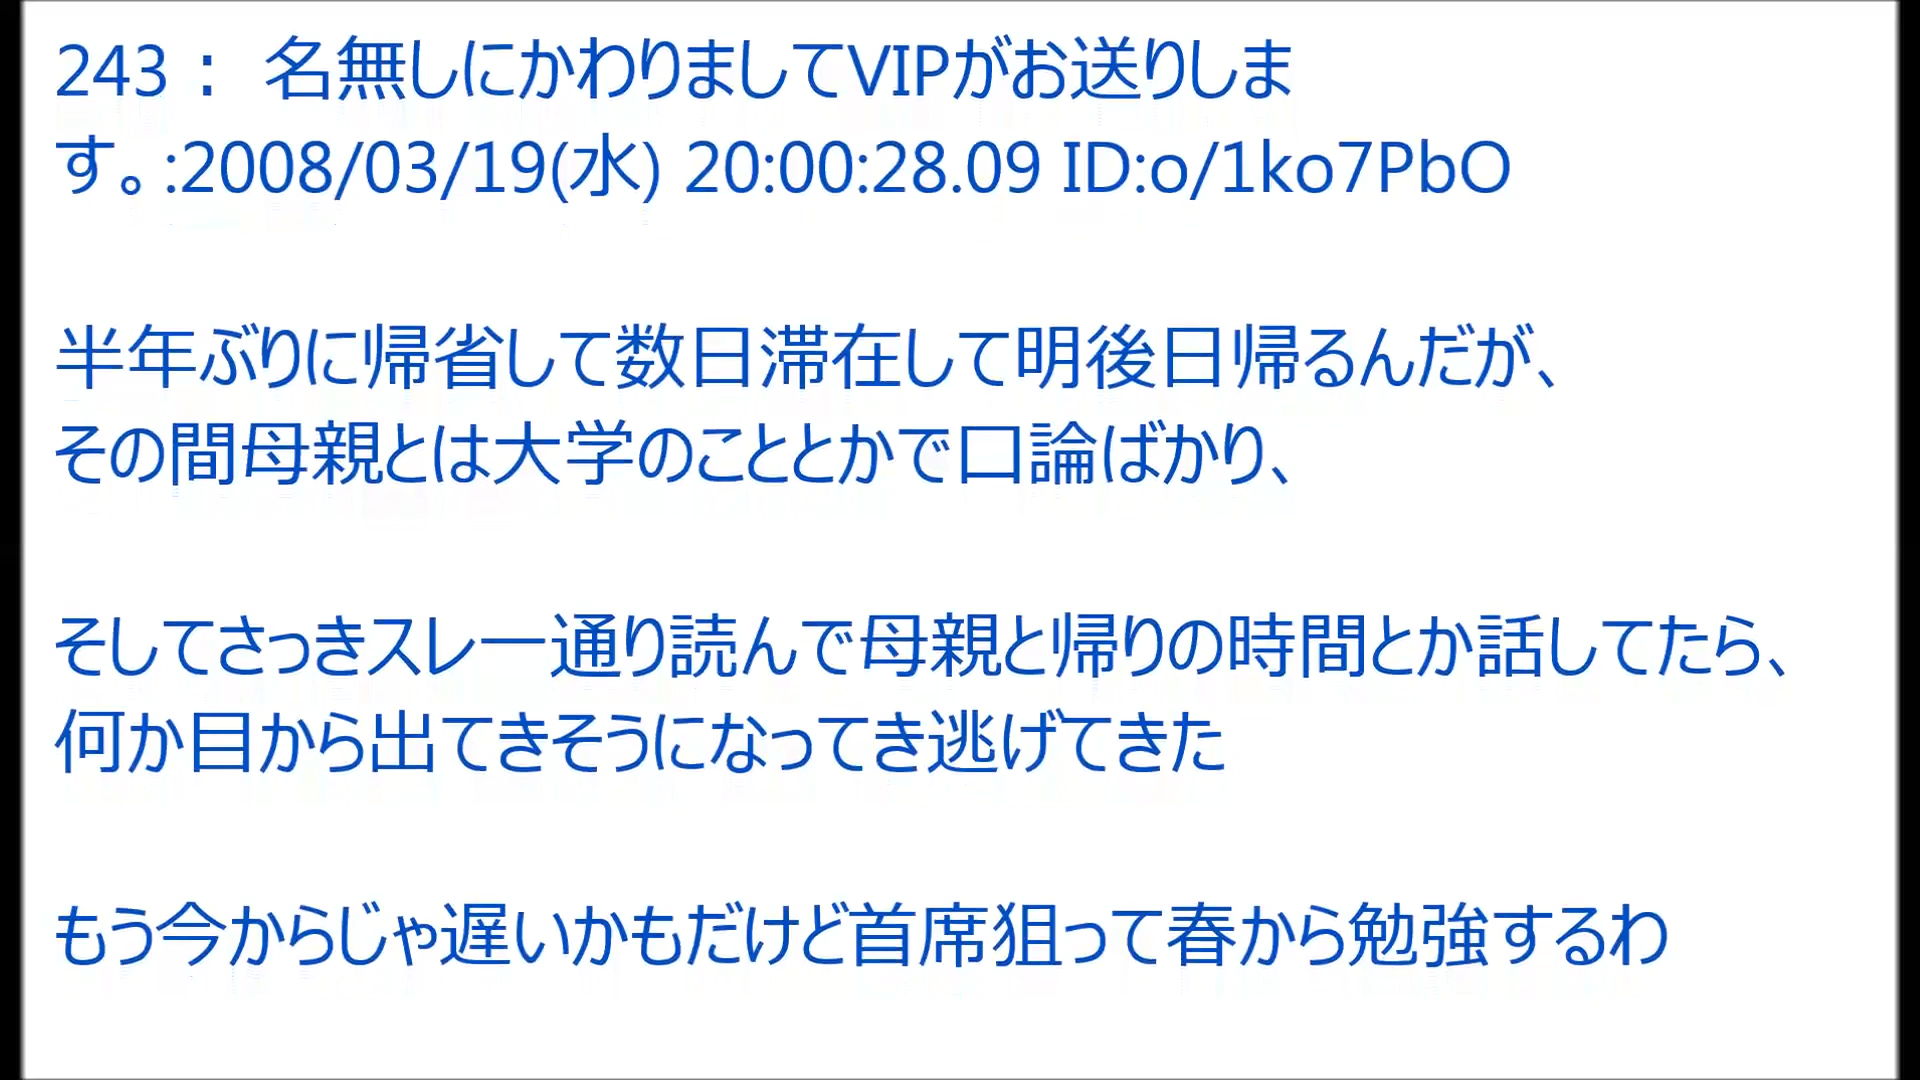 243 : 名無しにかわりましてVIPがお送りしま
す。:2008/03/19(水) 20:00:28.09 ID:o/1ko7PbO
半年ぶりに帰省して数日滞在して明後日帰るんだが、
その間母親とは大学のこととかで口論ばかり、
そしてさっきスレ一通り読んで母親と帰りの時間とか話してたら、
何か目から出てきそうになってき逃げてきた
もう今からじゃ遅いかもだけど首席狙って春から勉強するわ